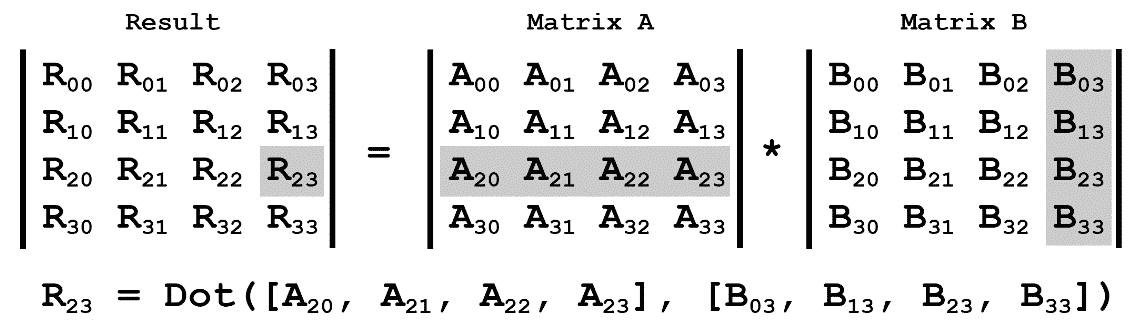 Result Matrix A Matrix B
R00 R01 R02 R03 A00 A01 A02 A03 B00 B01 B02 B03
R10 R11 R12 R13 A10 A11 A12 A13 B10 B11 B12 B13
R20 R21 R22 R23 = A20 A21 A22 A23 * B20 B21 B22 B23
R30 R31 R32 R33 A30 A31 A32 A33 B30 B31 B32 B33
R23 = Dot([A20, A21, A22, A23], [B03, B13, B23, B33])